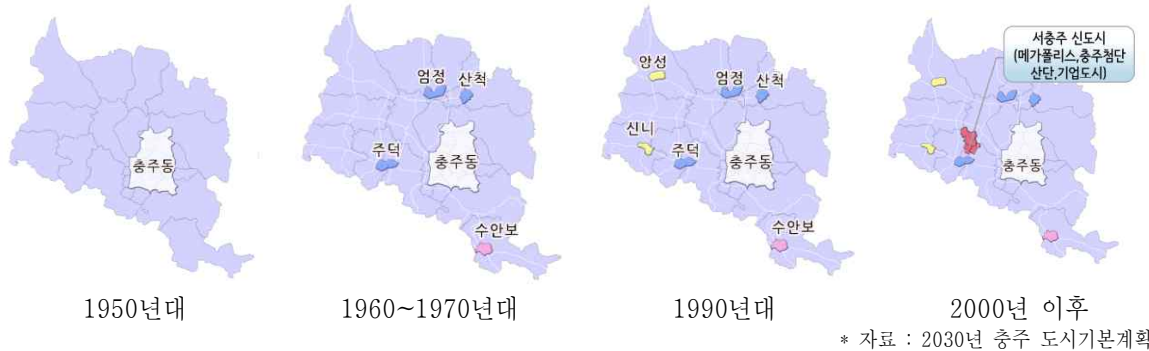 충주동
1950년대
엄정
산척
주덕
충주동
수안보
1960~1970년대
앙성
엄정
산척
신니
주덕
충주동
수안보
1990년대
서충주 신도시
(메가폴리스,충주첨단
산단,기업도시)
충주동
2000년 이후
* 자료 : 2030년 충주 도시기본계획